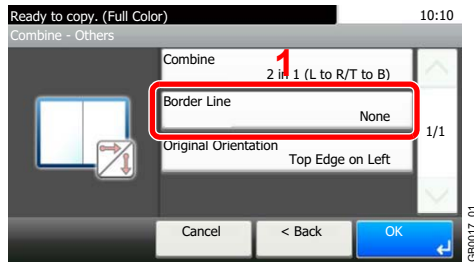 Ready to copy. (Full Color) 10:10
Combine - Others
Combine
1
2 in 1 (L to R/T to B)
Border Line
None
1/1
Original Orientation
Top Edge on Left
Cancel < Back OK
GB0017_01